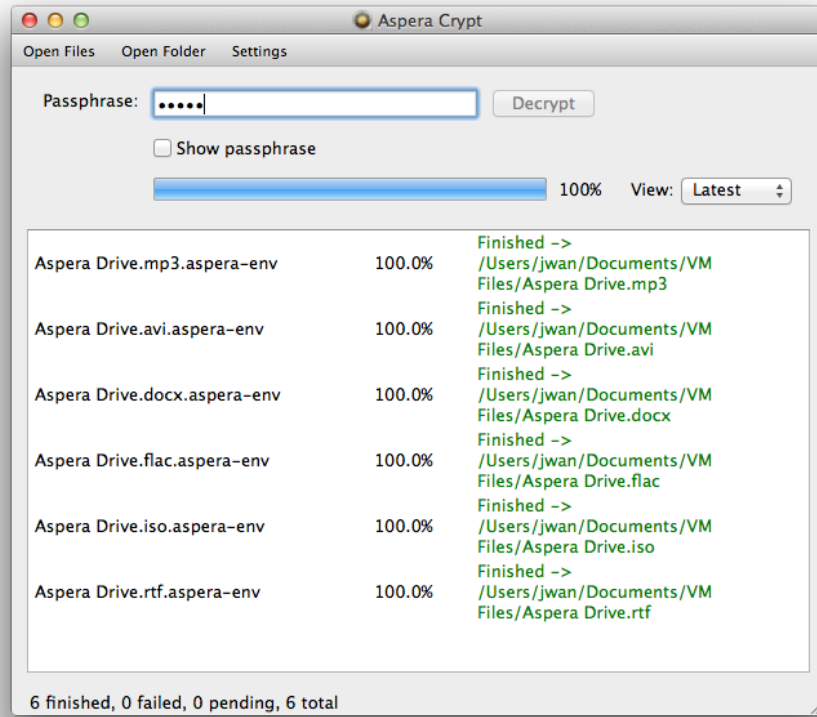 Aspera Crypt
Open Files Open Folder Settings
Passphrase: ••••• Decrypt
Show passphrase
100% View: Latest
Finished ->
Aspera Drive.mp3.aspera-env 100.0% /Users/jwan/Documents/VM
Files/Aspera Drive.mp3
Finished ->
Aspera Drive.avi.aspera-env 100.0% /Users/jwan/Documents/VM
Files/Aspera Drive.avi
Finished ->
Aspera Drive.docx.aspera-env 100.0% /Users/jwan/Documents/VM
Files/Aspera Drive.docx
Finished ->
Aspera Drive.flac.aspera-env 100.0% /Users/jwan/Documents/VM
Files/Aspera Drive.flac
Finished ->
Aspera Drive.iso.aspera-env 100.0% /Users/jwan/Documents/VM
Files/Aspera Drive.iso
Finished ->
Aspera Drive.rtf.aspera-env 100.0% /Users/jwan/Documents/VM
Files/Aspera Drive.rtf
6 finished, 0 failed, 0 pending, 6 total